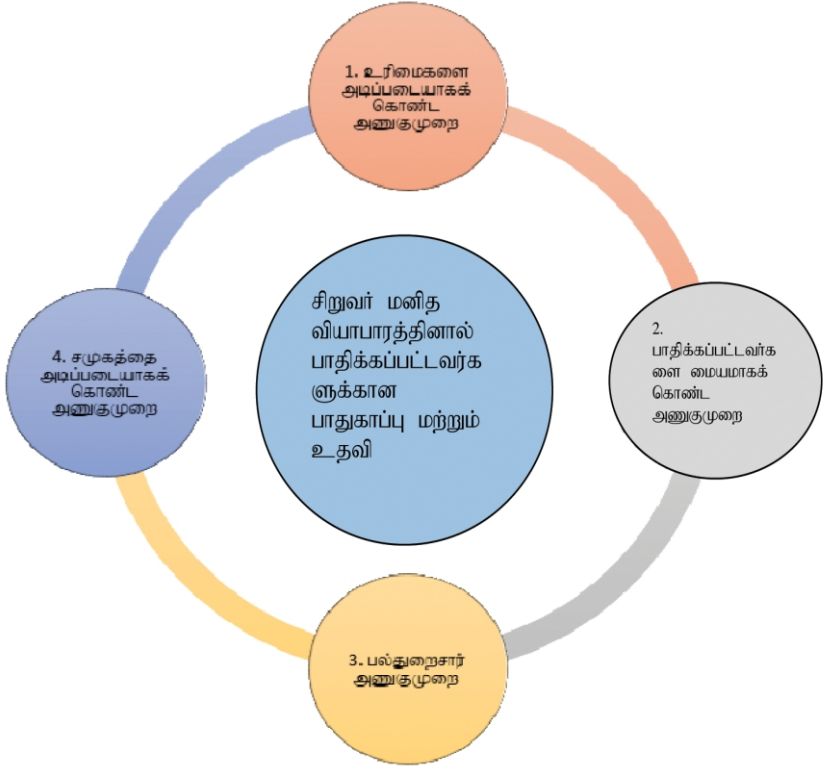 1. உரிமைகளை
அடிப்படையாகக்
கொண்ட
அணுகுமுறை
சிறுவர் மனித
வியாபாரத்தினால்
பாதிக்கப்பட்டவர்க
ளுக்கான
பாதுகாப்பு மற்றும்
உதவி
2.
பாதிக்கப்பட்டவர்க
ளை மையமாகக்
கொண்ட
அணுகுமுறை
3. பல்துறைசார்
அணுகுமுறை
4. சமுகத்தை
அடிப்படையாகக்
கொண்ட
அணுகுமுறை